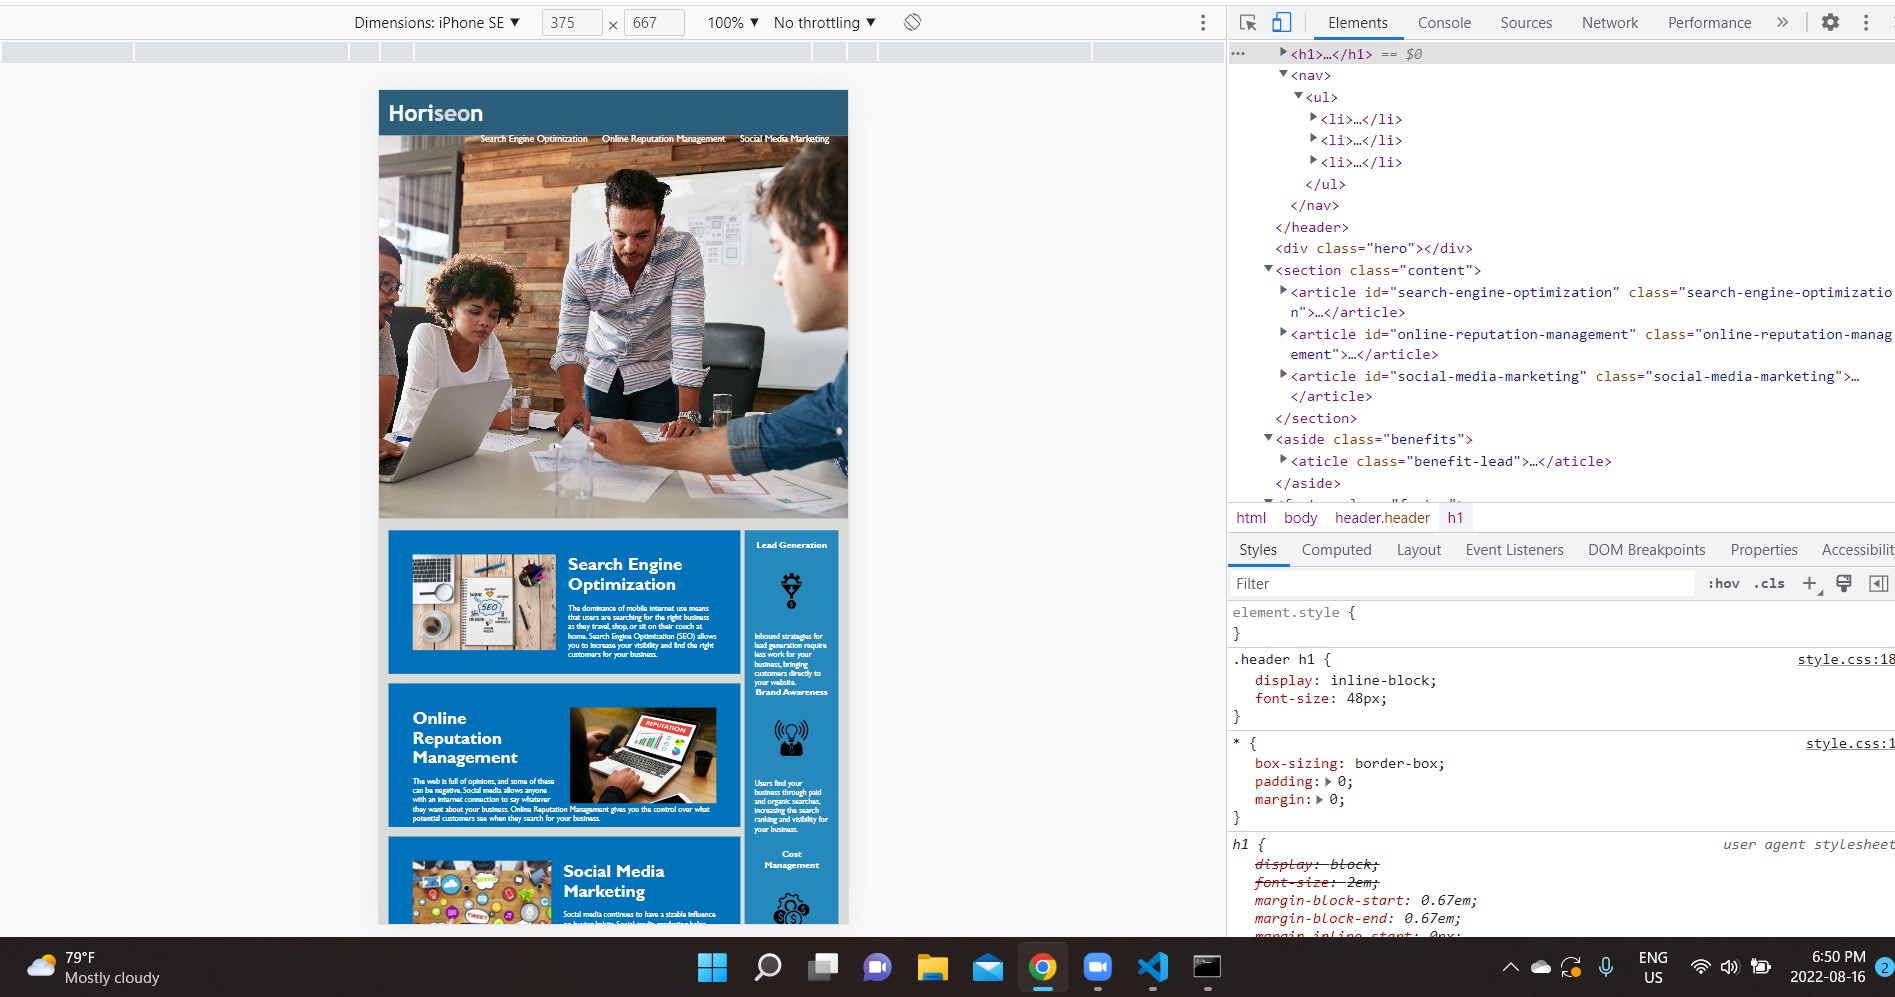 Dimensions: iPhone SE ▼ 375 × 667 100% ▼ No throttling ▼
Elements Console Sources Network Performance »
Horiseon
Search Engine Optimization Online Reputation Management Social Media Marketing
Search Engine
Optimization
The dominance of mobile internet use means
that users are searching for the right business
as they travel, shop, or sit on their couch at
home. Search Engine Optimization (SEO) allows
you to increase your visibility and find the right
customers for your business.
SEO
Online
Reputation
Management
The web is full of opinions, and some of these
can be negative. Social media allows anyone
with an internet connection to say whatever
they want about your business. Online Reputation Management gives you the control over what
potential customers see when they search for your business.
REPUTATION
Social Media
Marketing
Social media continues to have a sizable influence
TWEET
Lead Generation
Inbound strategies for
lead generation require
less work for your
business, bringing
customers directly to
your website.
Brand Awareness
Users find your
business through paid
and organic searches,
increasing the search
ranking and visibility for
your business.
Cost
Management
<h1>…</h1> == $0
<nav>
<ul>
<li>…</li>
<li>…</li>
<li>…</li>
</ul>
</nav>
</header>
<div class="hero"></div>
<section class="content">
<article id="search-engine-optimization" class="search-engine-optimizatio
n">…</article>
<article id="online-reputation-management" class="online-reputation-manag
ement">…</article>
<article id="social-media-marketing" class="social-media-marketing">…
</article>
</section>
<aside class="benefits">
<aticle class="benefit-lead">…</aticle>
</aside>
html body header.header h1
Styles Computed Layout Event Listeners DOM Breakpoints Properties Accessibilit
Filter :hov .cls +
element.style {
}
.header h1 { style.css:18
display: inline-block;
font-size: 48px;
}
* { style.css:1
box-sizing: border-box;
padding: 0;
margin: 0;
}
h1 { user agent stylesheet
display: block;
font-size: 2em;
margin-block-start: 0.67em;
margin-block-end: 0.67em;
margin-inline-start: 0px;
79°F
Mostly cloudy
ENG
US
6:50 PM
2022-08-16
2